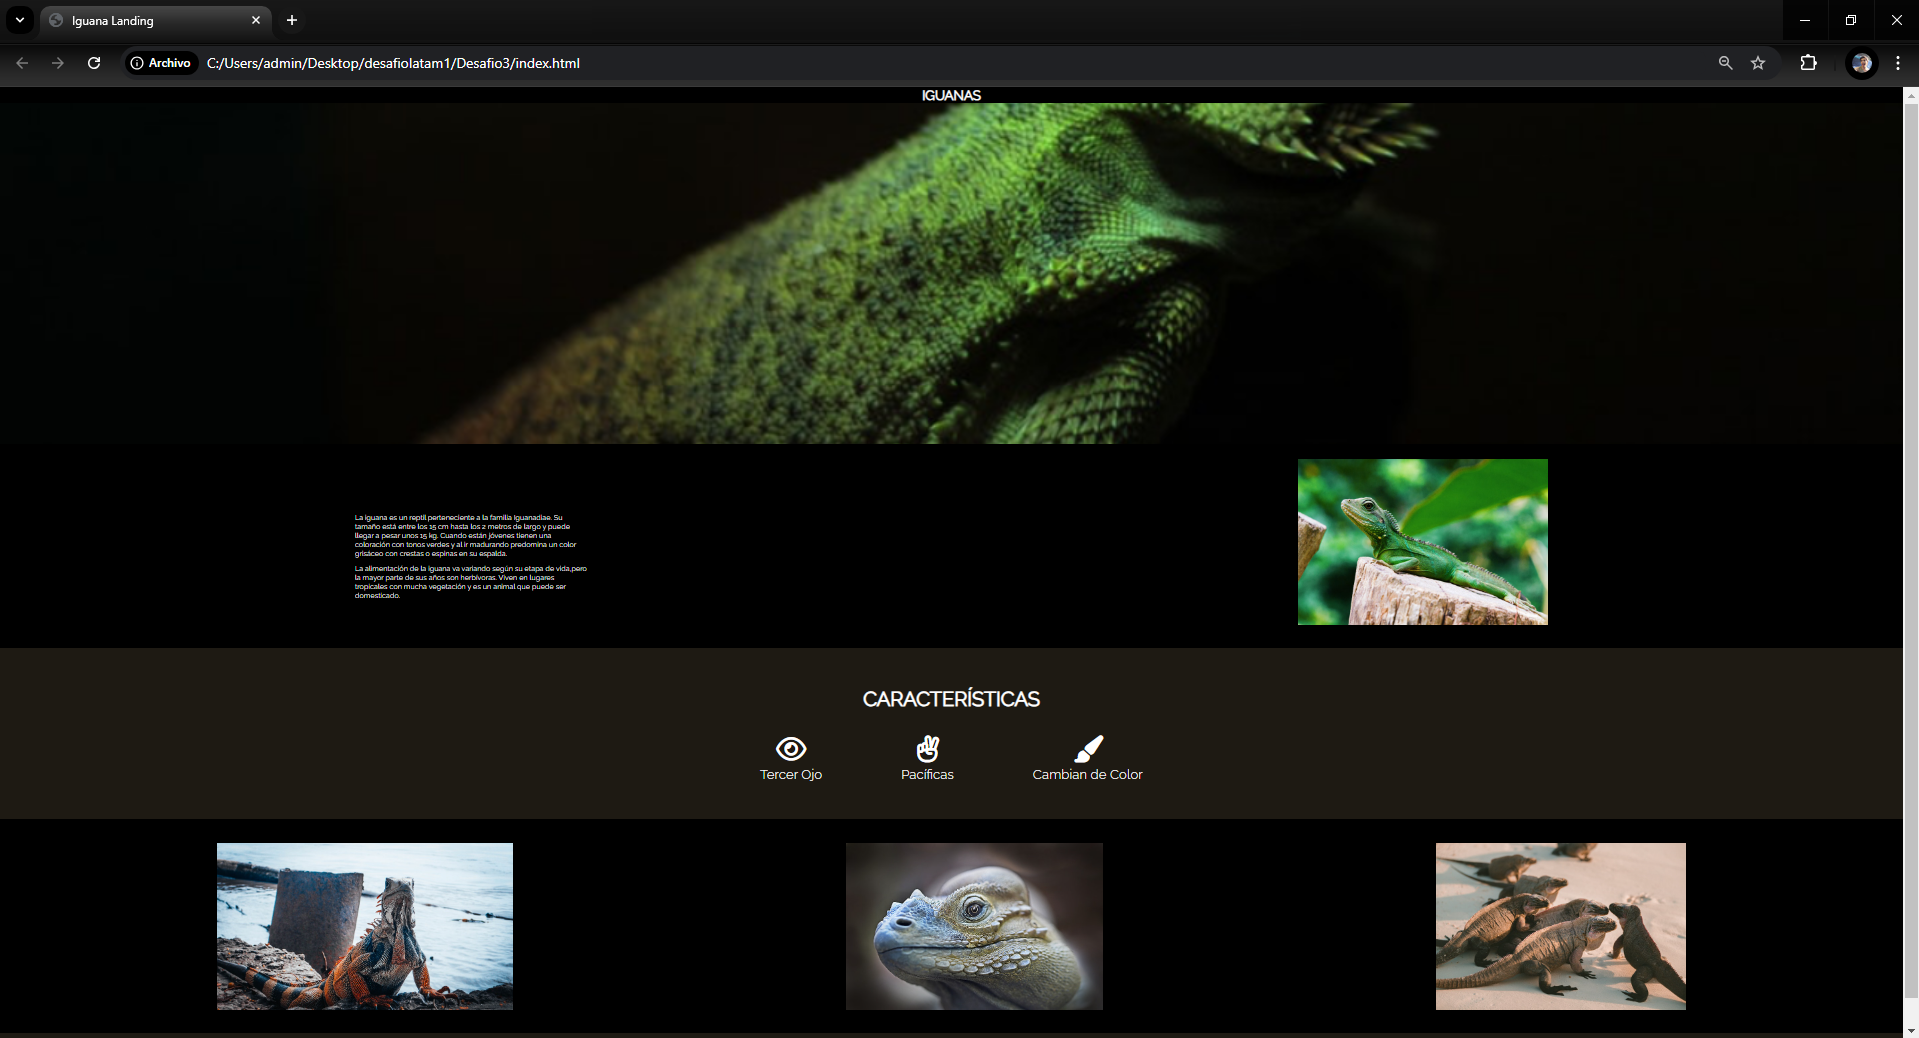 Iguana Landing
Archivo
C:/Users/admin/Desktop/desafiolatam1/Desafio3/index.html
IGUANAS
La iguana es un reptil perteneciente a la familia Iguanadiae. Su
tamaño está entre los 15 cm hasta los 2 metros de largo y puede
llegar a pesar unos 15 kg. Cuando están jóvenes tienen una
coloración con tonos verdes y al ir madurando predomina un color
grisáceo con crestas o espinas en su espalda.
La alimentación de la iguana va variando según su etapa de vida,pero
la mayor parte de sus años son herbívoras. Viven en lugares
tropicales con mucha vegetación y es un animal que puede ser
domesticado.
CARACTERÍSTICAS
Tercer Ojo
Pacíficas
Cambian de Color